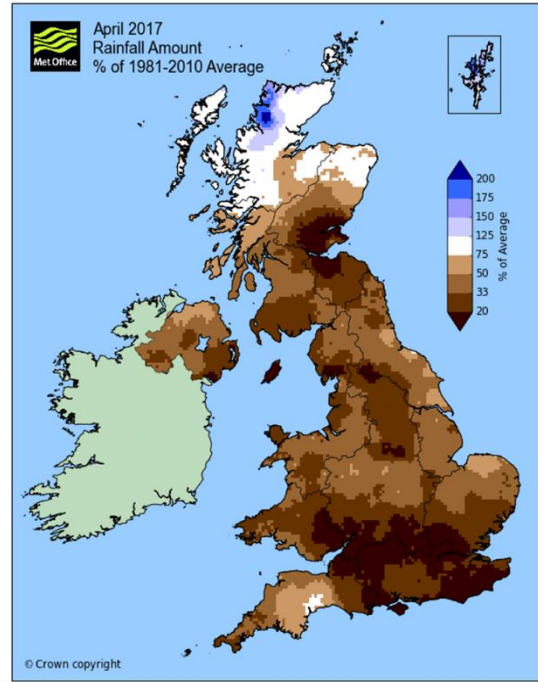 April 2017
Rainfall Amount
% of 1981-2010 Average
Met Office
200
175
150
125
75
50
33
20
% of Average
© Crown copyright